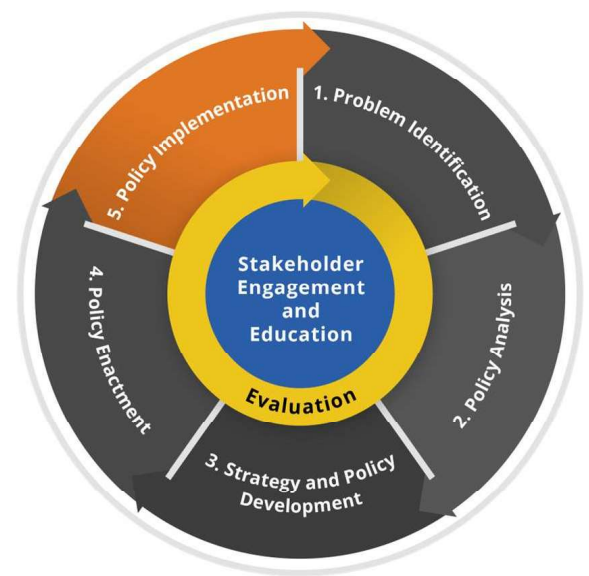 1. Problem Identification
2. Policy Analysis
3. Strategy and Policy
Development
4. Policy Enactment
5. Policy Implementation
Stakeholder
Engagement
and
Education
Evaluation